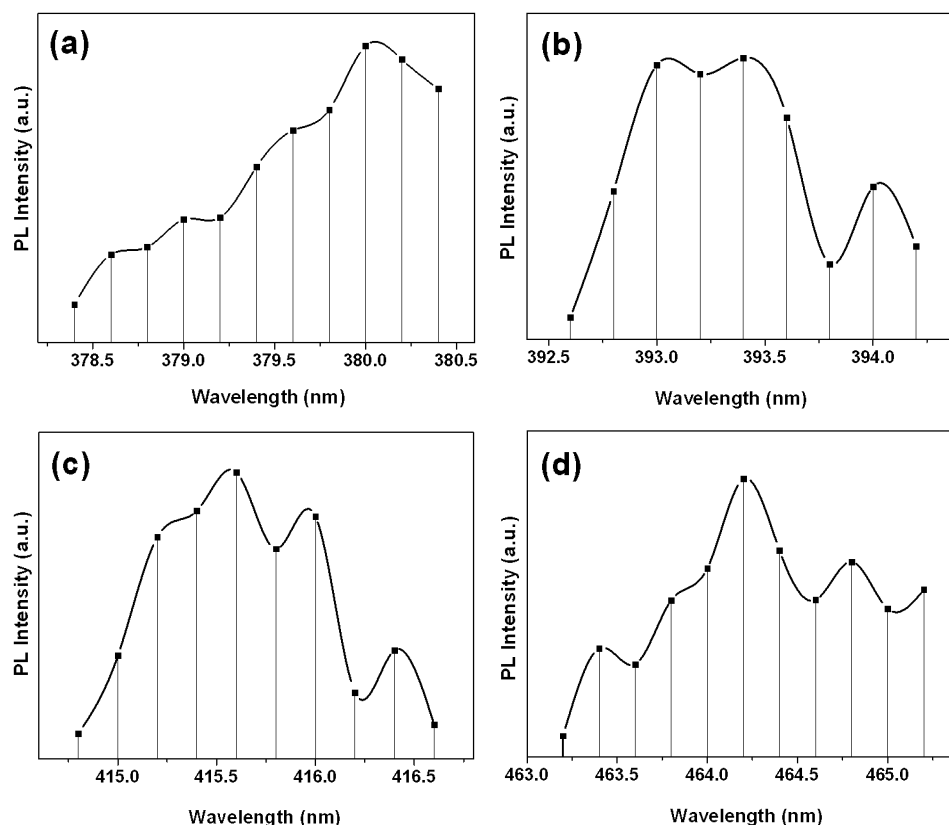 (a)
PL Intensity (a.u.)
378.5 379.0 379.5 380.0 380.5
Wavelength (nm)
(b)
PL Intensity (a.u.)
392.5 393.0 393.5 394.0
Wavelength (nm)
(c)
PL Intensity (a.u.)
415.0 415.5 416.0 416.5
Wavelength (nm)
(d)
PL Intensity (a.u.)
463.0 463.5 464.0 464.5 465.0
Wavelength (nm)